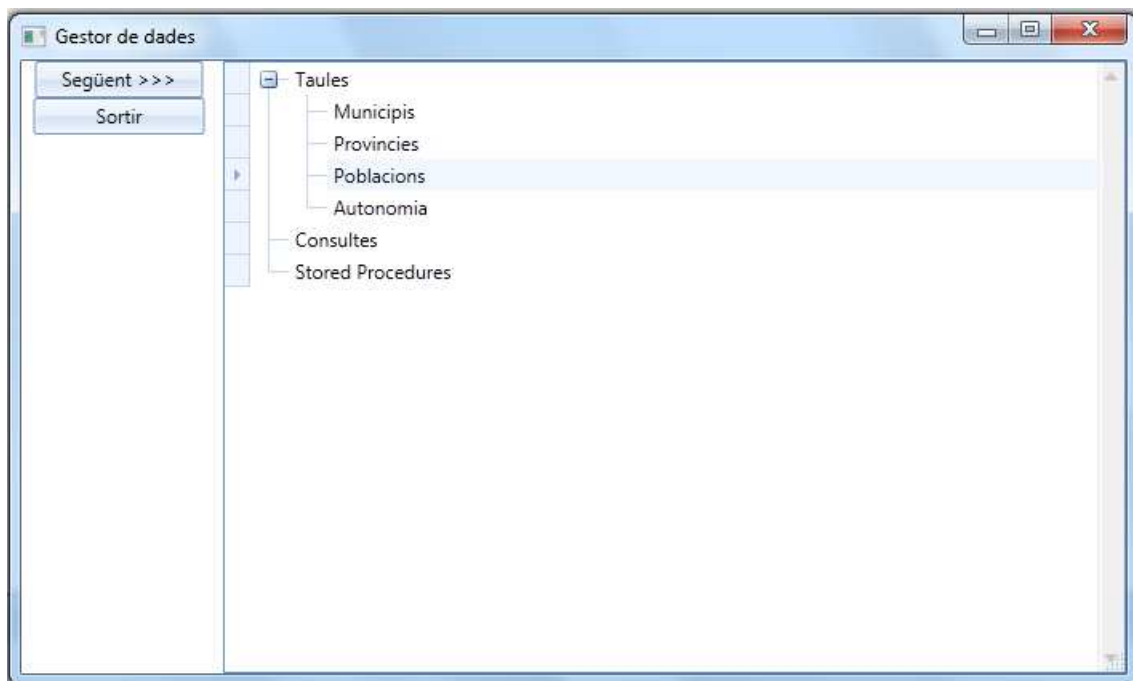 Gestor de dades
Següent >>>
Sortir
Taules
Municipis
Provincies
Poblacions
Autonomia
Consultes
Stored Procedures